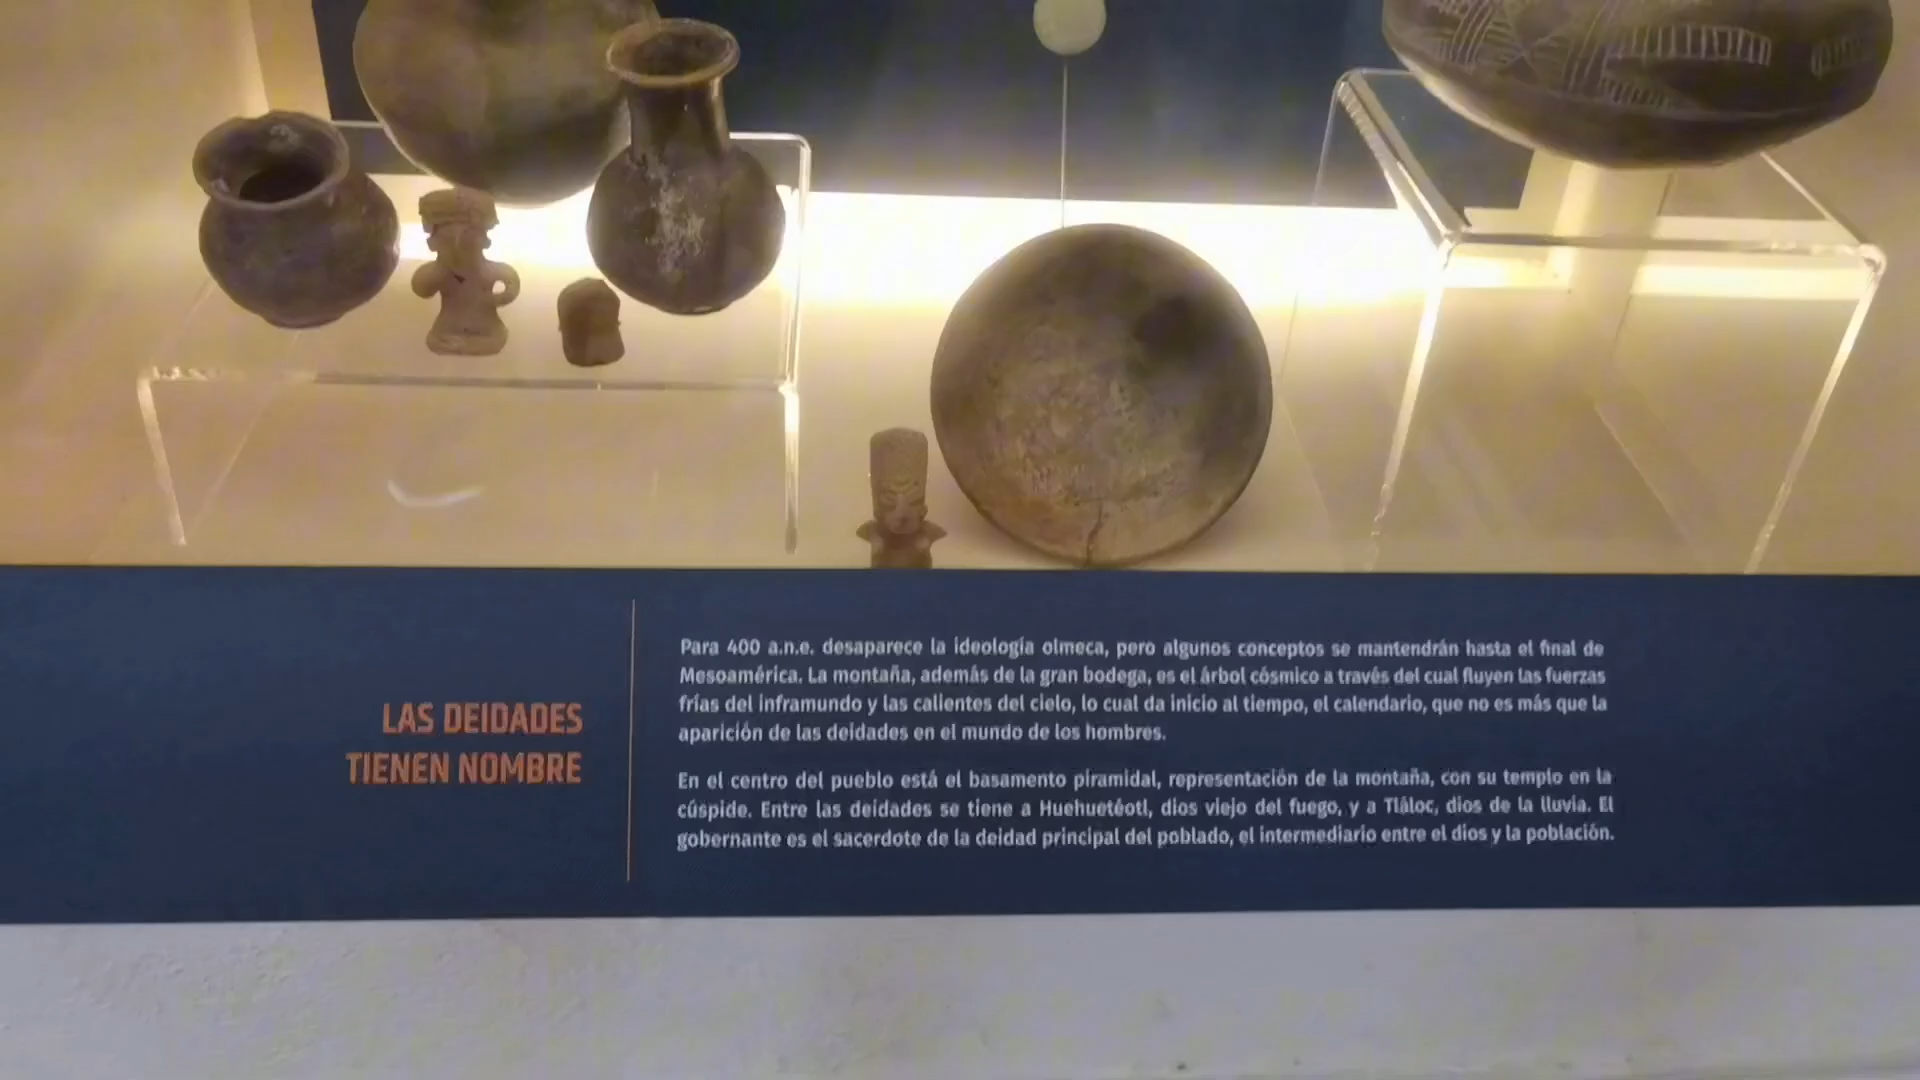 LAS DEIDADES
TIENEN NOMBRE
Para 400 a.n.e. desaparece la ideología olmeca, pero algunos conceptos se mantendrán hasta el final de
Mesoamérica. La montaña, además de la gran bodega, es el árbol cósmico a través del cual fluyen las fuerzas
frías del inframundo y las calientes del cielo, lo cual da inicio al tiempo, el calendario, que no es más que la
aparición de las deidades en el mundo de los hombres.
En el centro del pueblo está el basamento piramidal, representación de la montaña, con su templo en la
cúspide. Entre las deidades se tiene a Huehuetéotl, dios viejo del fuego, y a Tláloc, dios de la lluvia. El
gobernante es el sacerdote de la deidad principal del poblado, el intermediario entre el dios y la población.